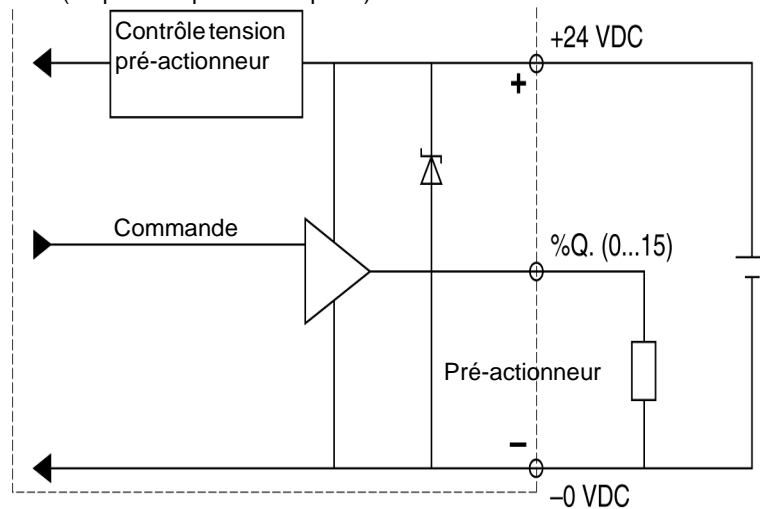 Contrôle tension
pré-actionneur
+24 VDC
+
Commande
%Q. (0...15)
Pré-actionneur
–
–0 VDC